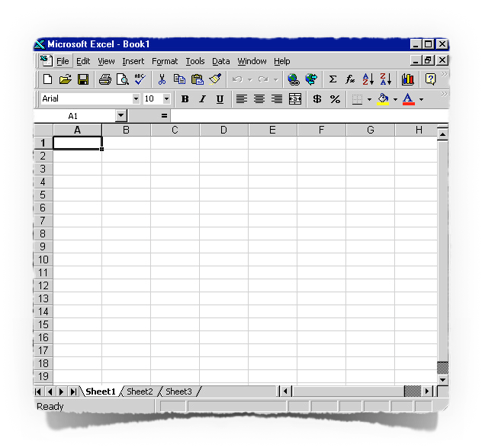 Microsoft Excel - Book1
File Edit View Insert Format Tools Data Window Help
Arial 10 B I U $ %
A1 =
A B C D E F G H
1
2
3
4
5
6
7
8
9
10
11
12
13
14
15
16
17
18
19
Sheet1 Sheet2 Sheet3
Ready